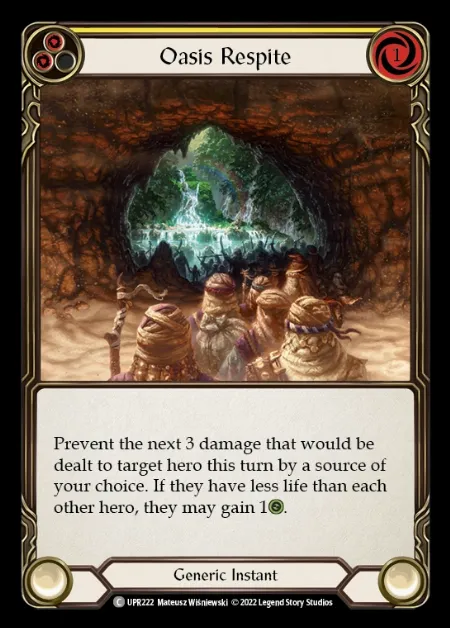 Oasis Respite
1
Prevent the next 3 damage that would be
dealt to target hero this turn by a source of
your choice. If they have less life than each
other hero, they may gain 1.
Generic Instant
C UPR222 Mateusz Wiśniewski © 2022 Legend Story Studios